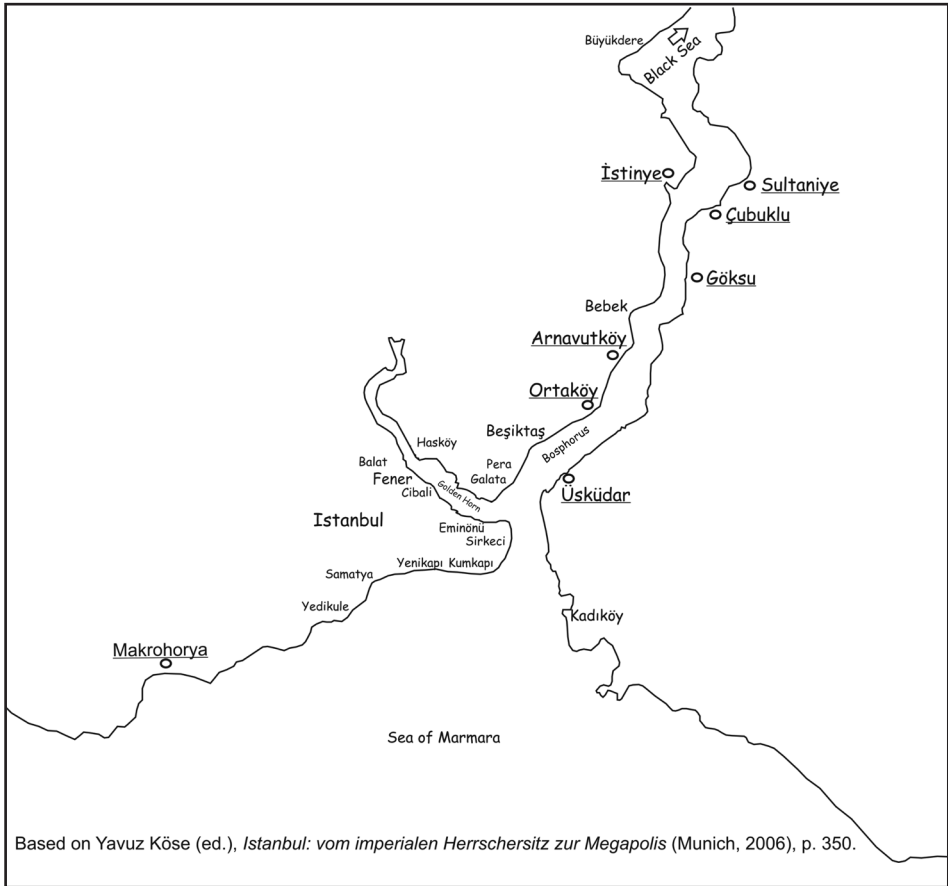 Büyükdere
Black Sea
İstinye
Sultaniye
Çubuklu
Göksu
Bebek
Arnavutköy
Ortaköy
Beşiktaş
Bosphorus
Hasköy
Balat
Pera
Fener
Galata
Cibali
Golden Horn
Üsküdar
Istanbul
Eminönü
Sirkeci
Yenikapı Kumkapı
Samatya
Yedikule
Kadıköy
Makrohorya
Sea of Marmara
Based on Yavuz Köse (ed.), Istanbul: vom imperialen Herrschersitz zur Megapolis (Munich, 2006), p. 350.